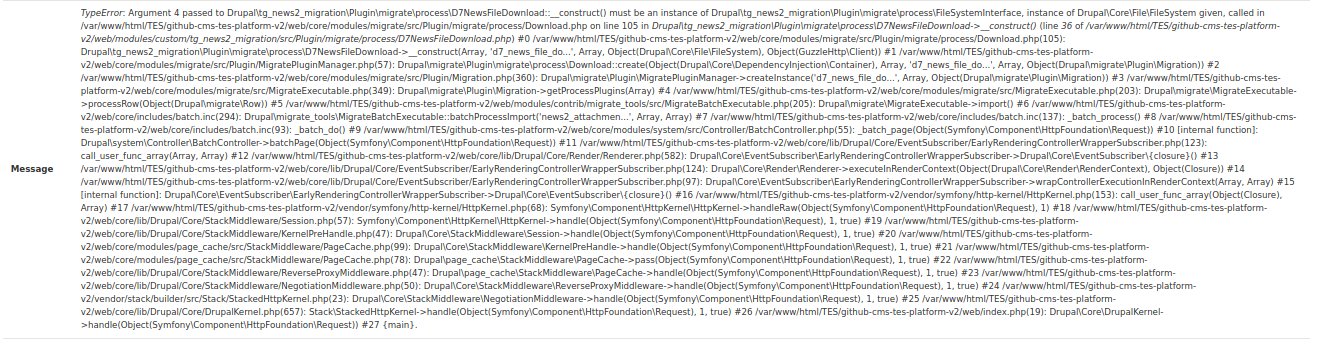 TypeError: Argument 4 passed to Drupal\tg_news2_migration\Plugin\migrate\process\D7NewsFileDownload::__construct() must be an instance of Drupal\tg_news2_migration\Plugin\migrate\process\FileSystemInterface, instance of Drupal\Core\File\FileSystem given, called in
/var/www/html/TES/github-cms-tes-platform-v2/web/core/modules/migrate/src/Plugin/migrate/process/Download.php on line 105 in Drupal\tg_news2_migration\Plugin\migrate\process\D7NewsFileDownload->__construct() (line 36 of /var/www/html/TES/github-cms-tes-platform-
v2/web/modules/custom/tg_news2_migration/src/Plugin/migrate/process/D7NewsFileDownload.php) #0 /var/www/html/TES/github-cms-tes-platform-v2/web/core/modules/migrate/src/Plugin/migrate/process/Download.php(105):
Drupal\tg_news2_migration\Plugin\migrate\process\D7NewsFileDownload->__construct(Array, 'd7_news_file_do...', Array, Object(Drupal\Core\File\FileSystem), Object(GuzzleHttp\Client)) #1 /var/www/html/TES/github-cms-tes-platform-
v2/web/core/modules/migrate/src/Plugin/MigratePluginManager.php(57): Drupal\migrate\Plugin\migrate\process\Download::create(Object(Drupal\Core\DependencyInjection\Container), Array, 'd7_news_file_do...', Array, Object(Drupal\migrate\Plugin\Migration)) #2
/var/www/html/TES/github-cms-tes-platform-v2/web/core/modules/migrate/src/Plugin/Migration.php(360): Drupal\migrate\Plugin\MigratePluginManager->createInstance('d7_news_file_do...', Array, Object(Drupal\migrate\Plugin\Migration)) #3 /var/www/html/TES/github-cms-tes-
platform-v2/web/core/modules/migrate/src/MigrateExecutable.php(349): Drupal\migrate\Plugin\Migration->getProcessPlugins(Array) #4 /var/www/html/TES/github-cms-tes-platform-v2/web/core/modules/migrate/src/MigrateExecutable.php(203): Drupal\migrate\MigrateExecutable-
>processRow(Object(Drupal\migrate\Row)) #5 /var/www/html/TES/github-cms-tes-platform-v2/web/modules/contrib/migrate_tools/src/MigrateBatchExecutable.php(205): Drupal\migrate\MigrateExecutable->import() #6 /var/www/html/TES/github-cms-tes-platform-
v2/web/core/includes/batch.inc(294): Drupal\migrate_tools\MigrateBatchExecutable::batchProcessImport('news2_attachmen...', Array, Array) #7 /var/www/html/TES/github-cms-tes-platform-v2/web/core/includes/batch.inc(137): _batch_process() #8 /var/www/html/TES/github-cms-
tes-platform-v2/web/core/includes/batch.inc(93): _batch_do() #9 /var/www/html/TES/github-cms-tes-platform-v2/web/core/modules/system/src/Controller/BatchController.php(55): _batch_page(Object(Symfony\Component\HttpFoundation\Request)) #10 [internal function]:
Drupal\system\Controller\BatchController->batchPage(Object(Symfony\Component\HttpFoundation\Request)) #11 /var/www/html/TES/github-cms-tes-platform-v2/web/core/lib/Drupal/Core/EventSubscriber/EarlyRenderingControllerWrapperSubscriber.php(123):
call_user_func_array(Array, Array) #12 /var/www/html/TES/github-cms-tes-platform-v2/web/core/lib/Drupal/Core/Render/Renderer.php(582): Drupal\Core\EventSubscriber\EarlyRenderingControllerWrapperSubscriber->Drupal\Core\EventSubscriber\{closure}() #13
Message
/var/www/html/TES/github-cms-tes-platform-v2/web/core/lib/Drupal/Core/EventSubscriber/EarlyRenderingControllerWrapperSubscriber.php(124): Drupal\Core\Render\Renderer->executeInRenderContext(Object(Drupal\Core\Render\RenderContext), Object(Closure)) #14
/var/www/html/TES/github-cms-tes-platform-v2/web/core/lib/Drupal/Core/EventSubscriber/EarlyRenderingControllerWrapperSubscriber.php(97): Drupal\Core\EventSubscriber\EarlyRenderingControllerWrapperSubscriber->wrapControllerExecutionInRenderContext(Array, Array) #15
[internal function]: Drupal\Core\EventSubscriber\EarlyRenderingControllerWrapperSubscriber->Drupal\Core\EventSubscriber\{closure}() #16 /var/www/html/TES/github-cms-tes-platform-v2/vendor/symfony/http-kernel/HttpKernel.php(153): call_user_func_array(Object(Closure),
Array) #17 /var/www/html/TES/github-cms-tes-platform-v2/vendor/symfony/http-kernel/HttpKernel.php(68): Symfony\Component\HttpKernel\HttpKernel->handleRaw(Object(Symfony\Component\HttpFoundation\Request), 1) #18 /var/www/html/TES/github-cms-tes-platform-
v2/web/core/lib/Drupal/Core/StackMiddleware/Session.php(57): Symfony\Component\HttpKernel\HttpKernel->handle(Object(Symfony\Component\HttpFoundation\Request), 1, true) #19 /var/www/html/TES/github-cms-tes-platform-
v2/web/core/lib/Drupal/Core/StackMiddleware/KernelPreHandle.php(47): Drupal\Core\StackMiddleware\Session->handle(Object(Symfony\Component\HttpFoundation\Request), 1, true) #20 /var/www/html/TES/github-cms-tes-platform-
v2/web/core/modules/page_cache/src/StackMiddleware/PageCache.php(99): Drupal\Core\StackMiddleware\KernelPreHandle->handle(Object(Symfony\Component\HttpFoundation\Request), 1, true) #21 /var/www/html/TES/github-cms-tes-platform-
v2/web/core/modules/page_cache/src/StackMiddleware/PageCache.php(78): Drupal\page_cache\StackMiddleware\PageCache->pass(Object(Symfony\Component\HttpFoundation\Request), 1, true) #22 /var/www/html/TES/github-cms-tes-platform-
v2/web/core/lib/Drupal/Core/StackMiddleware/ReverseProxyMiddleware.php(47): Drupal\page_cache\StackMiddleware\PageCache->handle(Object(Symfony\Component\HttpFoundation\Request), 1, true) #23 /var/www/html/TES/github-cms-tes-platform-
v2/web/core/lib/Drupal/Core/StackMiddleware/NegotiationMiddleware.php(50): Drupal\Core\StackMiddleware\ReverseProxyMiddleware->handle(Object(Symfony\Component\HttpFoundation\Request), 1, true) #24 /var/www/html/TES/github-cms-tes-platform-
v2/vendor/stack/builder/src/Stack/StackedHttpKernel.php(23): Drupal\Core\StackMiddleware\NegotiationMiddleware->handle(Object(Symfony\Component\HttpFoundation\Request), 1, true) #25 /var/www/html/TES/github-cms-tes-platform-
v2/web/core/lib/Drupal/Core/DrupalKernel.php(657): Stack\StackedHttpKernel->handle(Object(Symfony\Component\HttpFoundation\Request), 1, true) #26 /var/www/html/TES/github-cms-tes-platform-v2/web/index.php(19): Drupal\Core\DrupalKernel-
>handle(Object(Symfony\Component\HttpFoundation\Request)) #27 {main}.